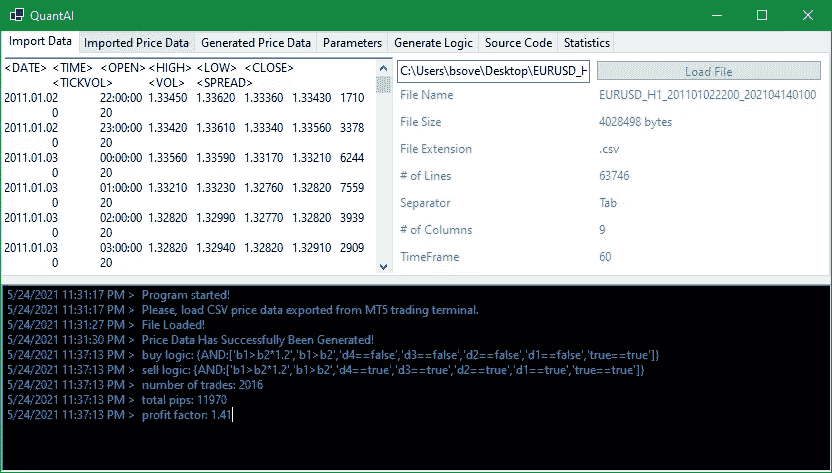 QuantAI
Import Data Imported Price Data Generated Price Data Parameters Generate Logic Source Code Statistics
<DATE> <TIME> <OPEN> <HIGH> <LOW> <CLOSE>
<TICKVOL> <VOL> <SPREAD>
2011.01.02 22:00:00 1.33450 1.33620 1.33360 1.33430 1710
0 20
2011.01.02 23:00:00 1.33420 1.33610 1.33340 1.33560 3378
0 20
2011.01.03 00:00:00 1.33560 1.33590 1.33170 1.33210 6244
0 20
2011.01.03 01:00:00 1.33210 1.33230 1.32760 1.32820 7559
0 20
2011.01.03 02:00:00 1.32820 1.32990 1.32770 1.32820 3939
0 20
2011.01.03 03:00:00 1.32820 1.32940 1.32820 1.32910 2909
0 20
C:\Users\bsove\Desktop\EURUSD_H Load File
File Name EURUSD_H1_201101022200_202104140100
File Size 4028498 bytes
File Extension .csv
# of Lines 63746
Separator Tab
# of Columns 9
TimeFrame 60
5/24/2021 11:31:17 PM > Program started!
5/24/2021 11:31:17 PM > Please, load CSV price data exported from MT5 trading terminal.
5/24/2021 11:31:27 PM > File Loaded!
5/24/2021 11:31:30 PM > Price Data Has Successfully Been Generated!
5/24/2021 11:37:13 PM > buy logic: {AND:['b1>b2*1.2','b1>b2','d4==false','d3==false','d2==false','d1==false','true==true']}
5/24/2021 11:37:13 PM > sell logic: {AND:['b1>b2*1.2','b1>b2','d4==true','d3==true','d2==true','d1==true','true==true']}
5/24/2021 11:37:13 PM > number of trades: 2016
5/24/2021 11:37:13 PM > total pips: 11970
5/24/2021 11:37:13 PM > profit factor: 1.41